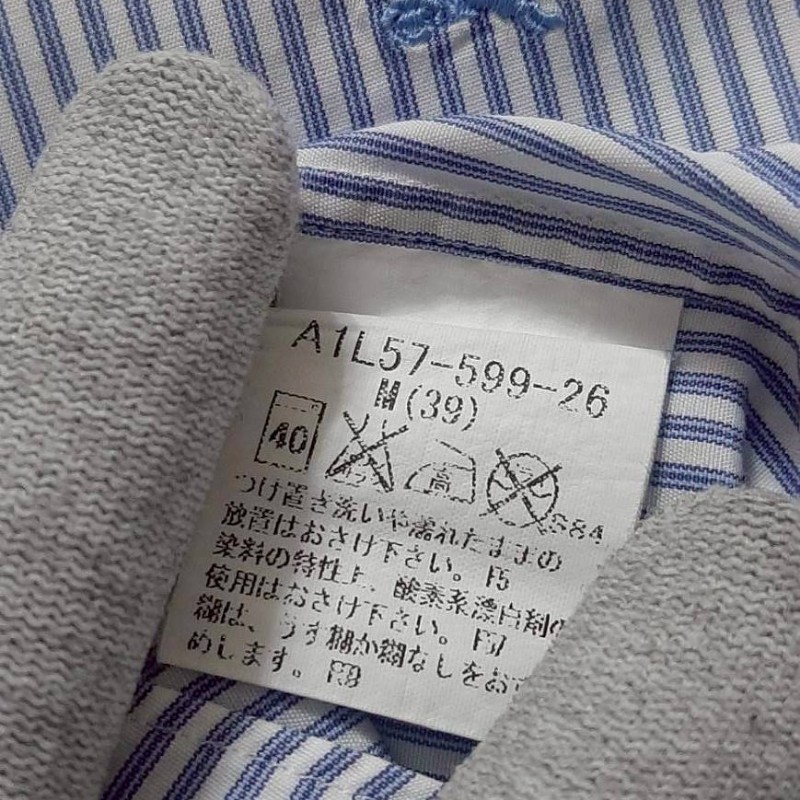 A1L57-599-26
M(39)
40 高
S84
つけ置き洗いや濡れたままの
放置はおさけ下さい。 F5
染料の特性上、酸素系漂白剤の
使用はおさけ下さい。 F57
糊は、うす糊か糊なしをおす
めします。